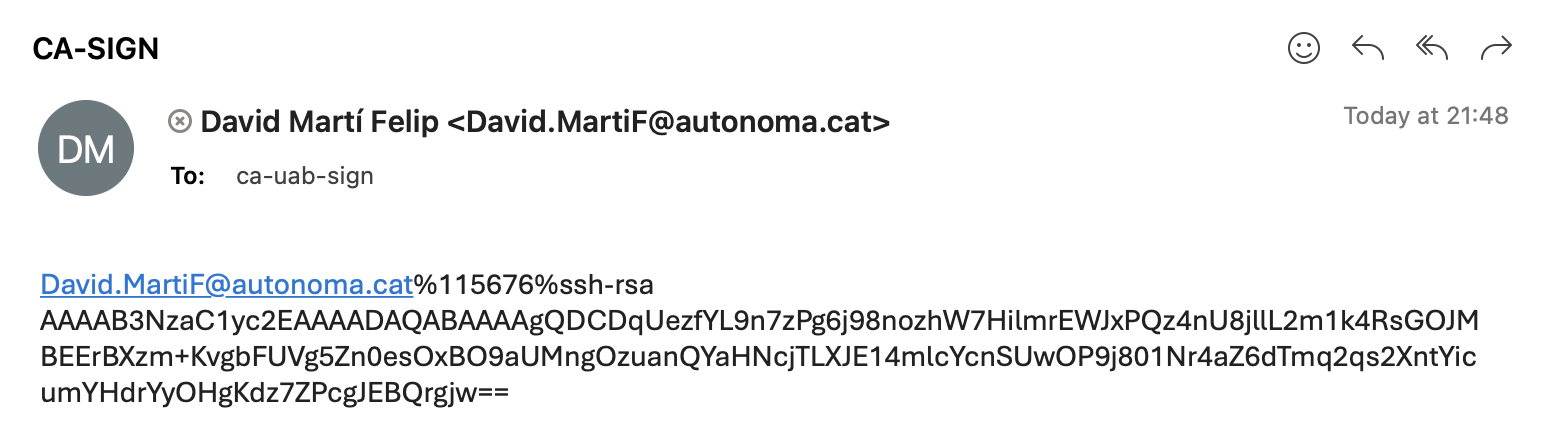 CA-SIGN
DM
David Martí Felip <David.MartiF@autonoma.cat>
Today at 21:48
To: ca-uab-sign
David.MartiF@autonoma.cat%115676%ssh-rsa
AAAAB3NzaC1yc2EAAAADAQABAAAAgQDCDqUezfYL9n7zPg6j98nozhW7HilmrEWJxPQz4nU8jllL2m1k4RsGOJM
BEErBXzm+KvgbFUVg5Zn0esOxBO9aUMngOzuanQYaHNcjTLXJE14mlcYcnSUwOP9j801Nr4aZ6dTmq2qs2XntYic
umYHdrYyOHgKdz7ZPcgJEBQrgjw==